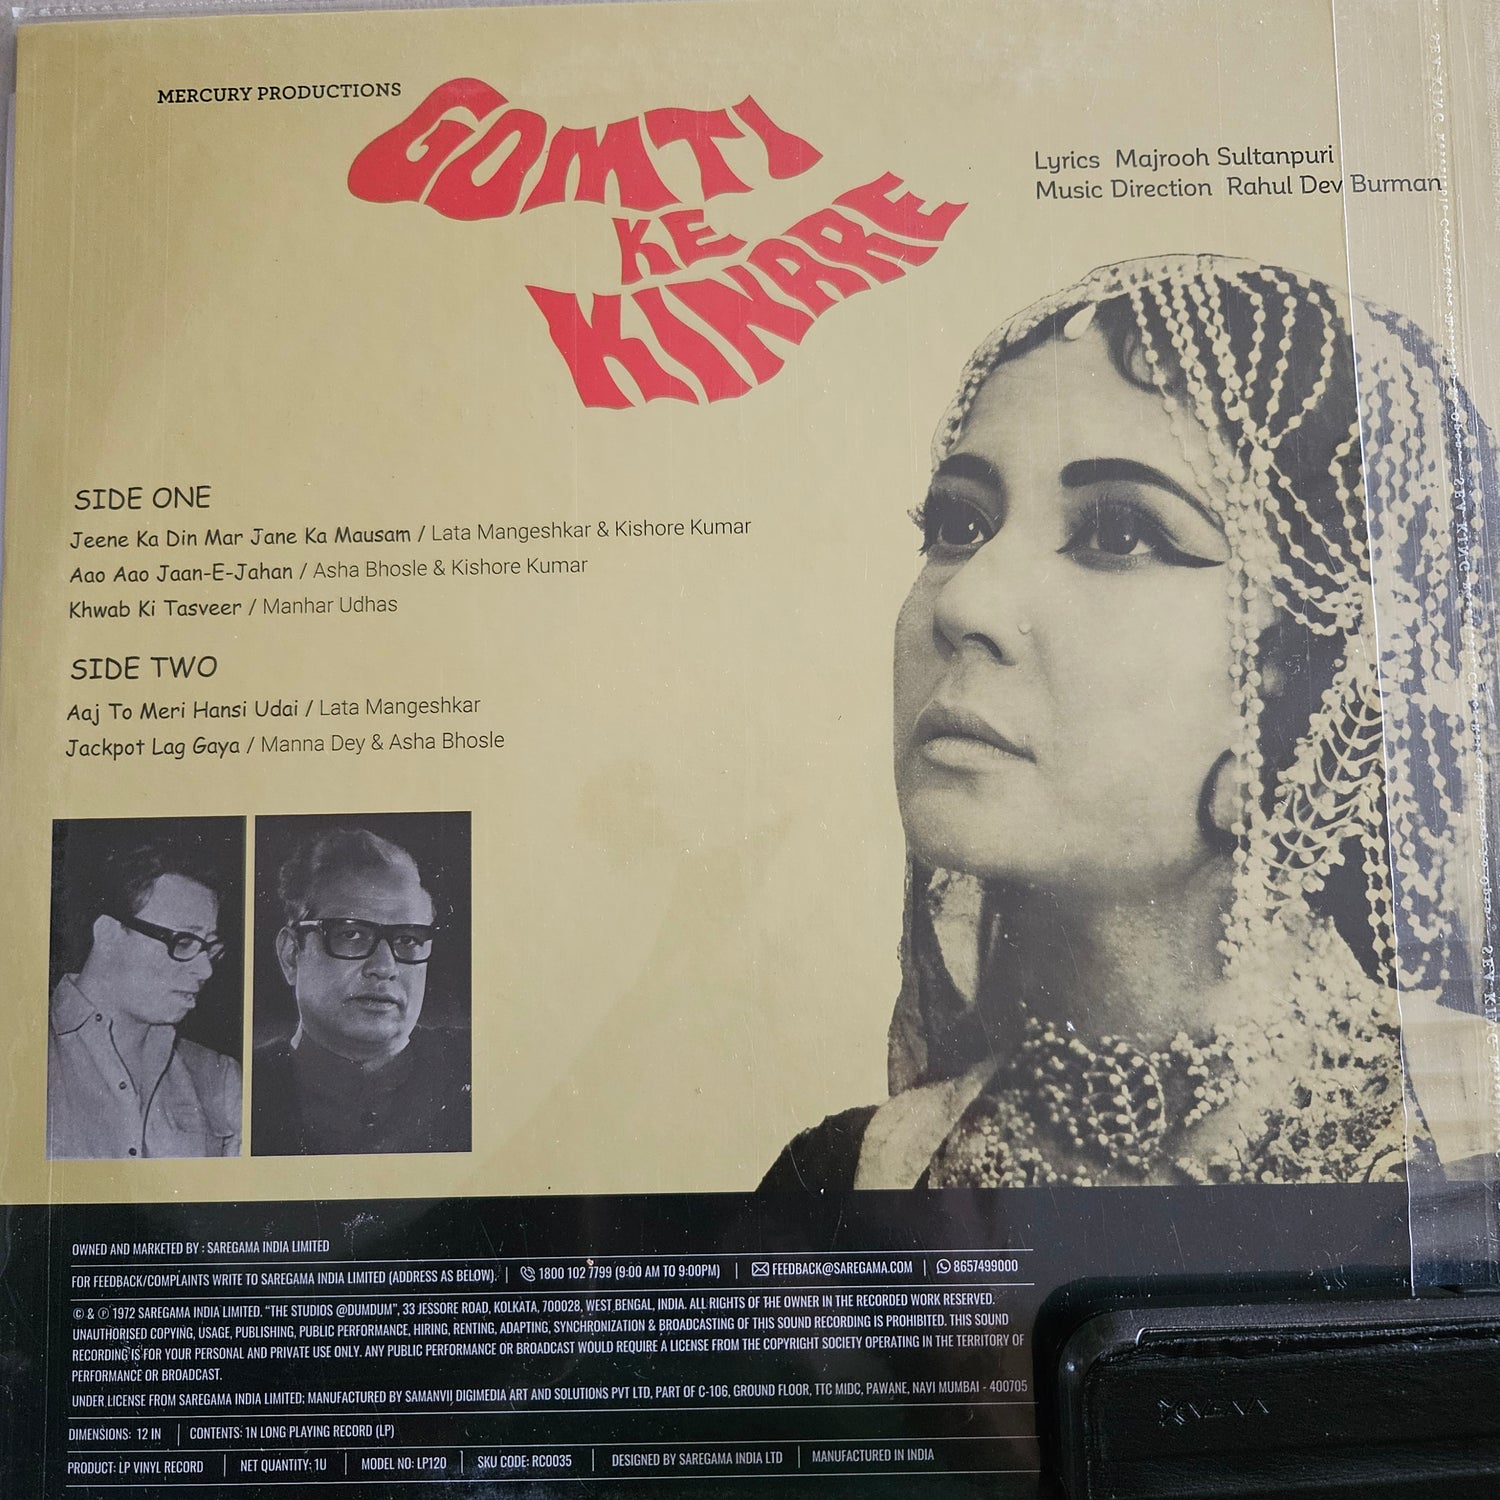 MERCURY PRODUCTIONS
GOMTI
KE
KINARE
Lyrics Majrooh Sultanpuri
Music Direction Rahul Dev Burman
SIDE ONE
Jeene Ka Din Mar Jane Ka Mausam / Lata Mangeshkar & Kishore Kumar
Aao Aao Jaan-E-Jahan / Asha Bhosle & Kishore Kumar
Khwab Ki Tasveer / Manhar Udhas
SIDE TWO
Aaj To Meri Hansi Udai / Lata Mangeshkar
Jackpot Lag Gaya / Manna Dey & Asha Bhosle
OWNED AND MARKETED BY : SAREGAMA INDIA LIMITED
FOR FEEDBACK/COMPLAINTS WRITE TO SAREGAMA INDIA LIMITED (ADDRESS AS BELOW). | 1800 102 7799 (9:00 AM TO 9:00PM) | FEEDBACK@SAREGAMA.COM | 8657499000
© & ℗ 1972 SAREGAMA INDIA LIMITED. "THE STUDIOS @DUMDUM", 33 JESSORE ROAD, KOLKATA, 700028, WEST BENGAL, INDIA. ALL RIGHTS OF THE OWNER IN THE RECORDED WORK RESERVED.
UNAUTHORISED COPYING, USAGE, PUBLISHING, PUBLIC PERFORMANCE, HIRING, RENTING, ADAPTING, SYNCHRONIZATION & BROADCASTING OF THIS SOUND RECORDING IS PROHIBITED. THIS SOUND
RECORDING IS FOR YOUR PERSONAL AND PRIVATE USE ONLY. ANY PUBLIC PERFORMANCE OR BROADCAST WOULD REQUIRE A LICENSE FROM THE COPYRIGHT SOCIETY OPERATING IN THE TERRITORY OF
PERFORMANCE OR BROADCAST.
UNDER LICENSE FROM SAREGAMA INDIA LIMITED; MANUFACTURED BY SAMANVII DIGIMEDIA ART AND SOLUTIONS PVT LTD, PART OF C-106, GROUND FLOOR, TTC MIDC, PAWANE, NAVI MUMBAI - 400705
DIMENSIONS: 12 IN | CONTENTS: 1N LONG PLAYING RECORD (LP)
PRODUCT: LP VINYL RECORD | NET QUANTITY: 1U | MODEL NO: LP120 | SKU CODE: RC0035 | DESIGNED BY SAREGAMA INDIA LTD | MANUFACTURED IN INDIA